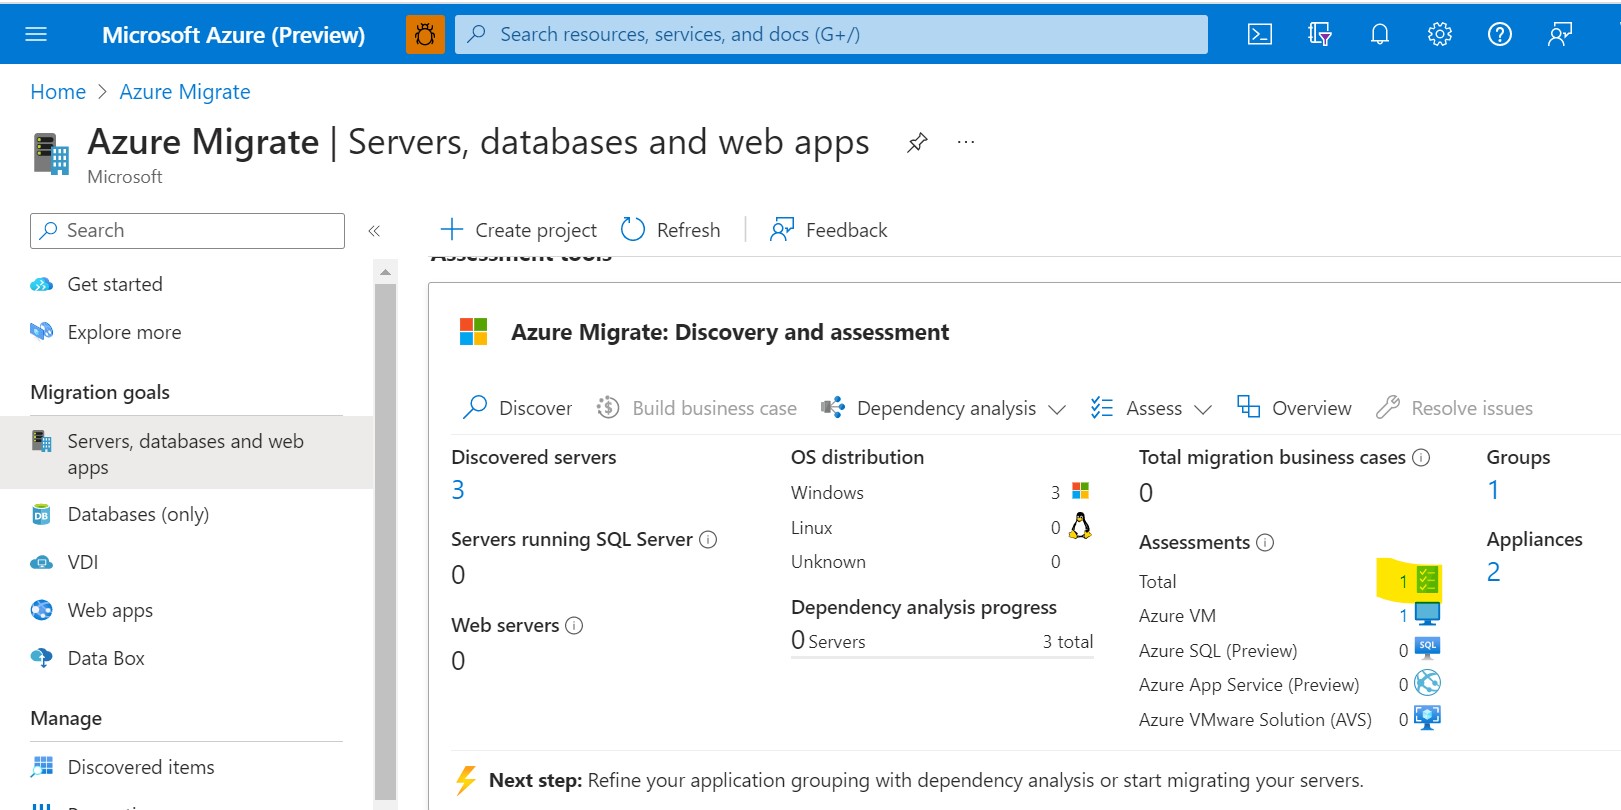 Microsoft Azure (Preview)
Search resources, services, and docs (G+/)
Home > Azure Migrate
Azure Migrate | Servers, databases and web apps
Microsoft
Search
«
Create project
Refresh
Feedback
Get started
Explore more
Migration goals
Servers, databases and web
apps
Databases (only)
VDI
Web apps
Data Box
Manage
Discovered items
Assessment tools
Azure Migrate: Discovery and assessment
Discover
Build business case
Dependency analysis
Assess
Overview
Resolve issues
Discovered servers
3
Servers running SQL Server
0
Web servers
0
OS distribution
Windows 3
Linux 0
Unknown 0
Dependency analysis progress
0 Servers 3 total
Total migration business cases
0
Assessments
Total 1
Azure VM 1
Azure SQL (Preview) 0 SQL
Azure App Service (Preview) 0
Azure VMware Solution (AVS) 0
Groups
1
Appliances
2
Next step: Refine your application grouping with dependency analysis or start migrating your servers.